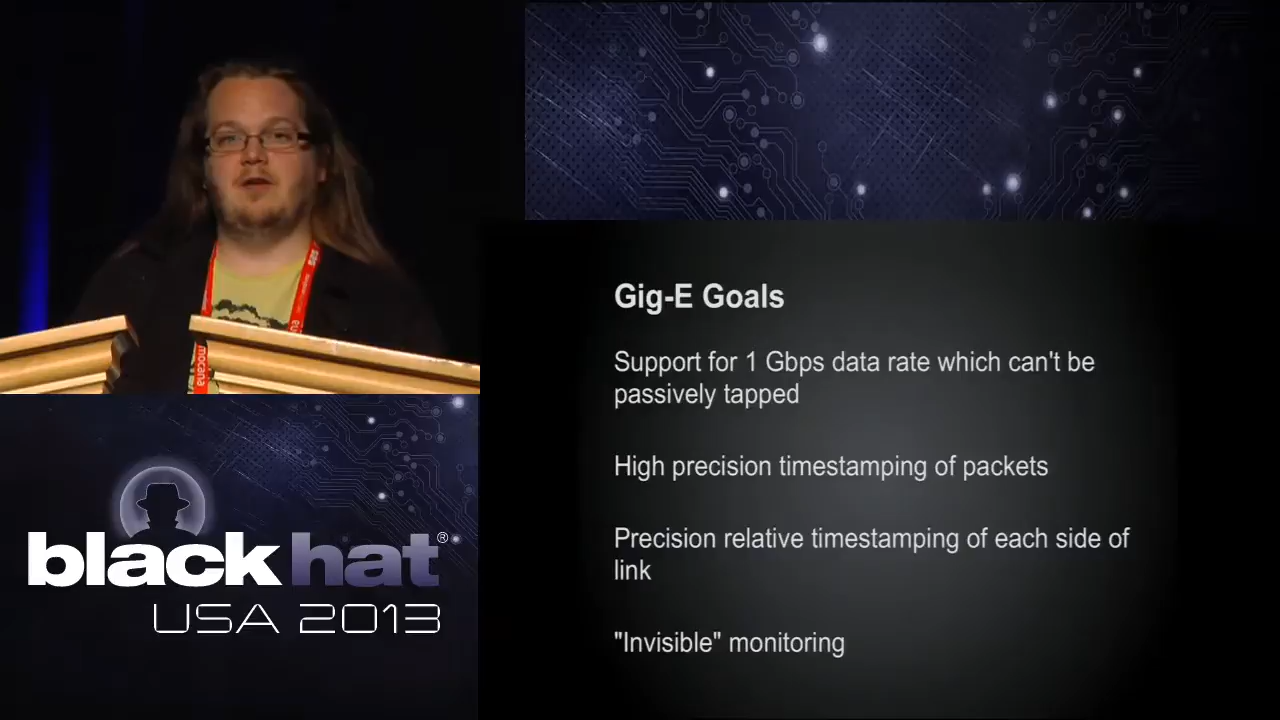 Gig-E Goals
Support for 1 Gbps data rate which can't be
passively tapped
High precision timestamping of packets
Precision relative timestamping of each side of
link
"Invisible" monitoring
mocana
black hat®
USA 2013